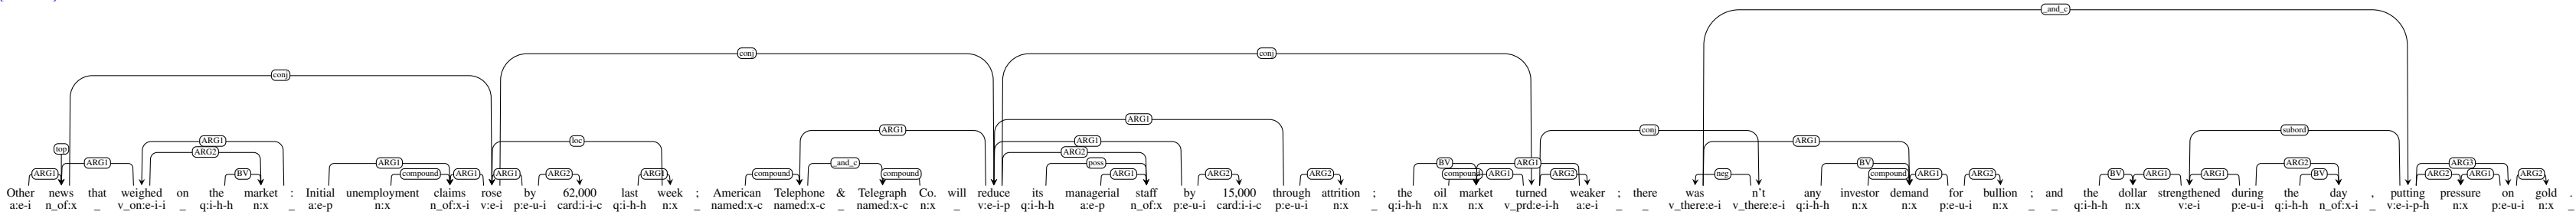 _and_c
conj conj
conj
ARG1
ARG1 conj subord
ARG1 loc ARG1 ARG1
top ARG2 ARG2
ARG1 ARG1 _and_c poss BV ARG1 BV ARG2 ARG3
ARG1 BV compound ARG1 ARG1 ARG2 ARG1 compound compound ARG1 ARG2 ARG2 compound ARG1 ARG2 neg compound ARG1 ARG2 BV ARG1 ARG1 BV ARG2 ARG1 ARG2
Other news that weighed on the market : Initial unemployment claims rose by 62,000 last week ; American Telephone & Telegraph Co. will reduce its managerial staff by 15,000 through attrition ; the oil market turned weaker ; there was n't any investor demand for bullion ; and the dollar strengthened during the day , putting pressure on gold .
a:e-i n_of:x _ v_on:e-i-i _ q:i-h-h n:x _ a:e-p n:x n_of:x-i v:e-i p:e-u-i card:i-i-c q:i-h-h n:x _ named:x-c named:x-c _ named:x-c n:x _ v:e-i-p q:i-h-h a:e-p n_of:x p:e-u-i card:i-i-c p:e-u-i n:x _ q:i-h-h n:x n:x v_prd:e-i-h a:e-i _ _ v_there:e-i v_there:e-i q:i-h-h n:x n:x p:e-u-i n:x _ _ q:i-h-h n:x v:e-i p:e-u-i q:i-h-h n_of:x-i _ v:e-i-p-h n:x p:e-u-i n:x _